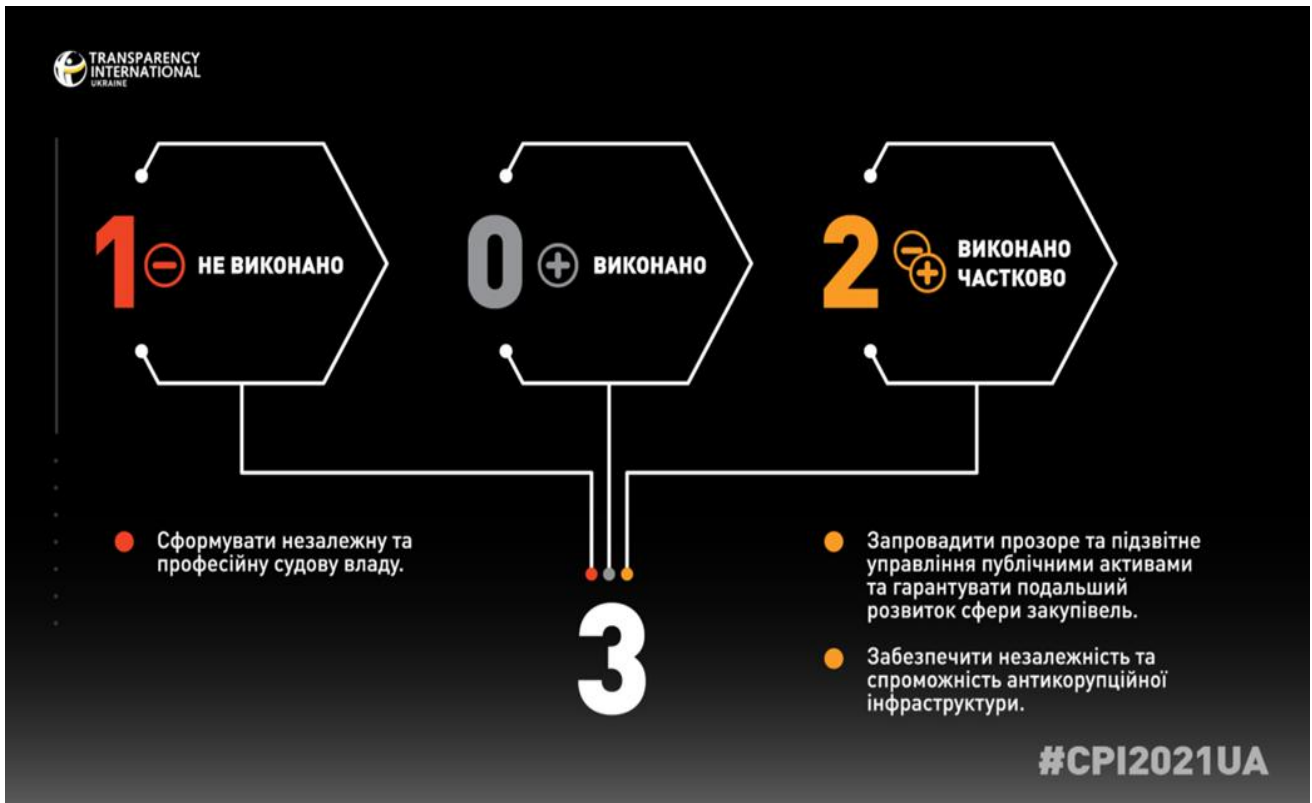 TRANSPARENCY
INTERNATIONAL
UKRAINE
1 НЕ ВИКОНАНО
0 ВИКОНАНО
2 ВИКОНАНО
ЧАСТКОВО
Сформувати незалежну та
професійну судову владу.
3
Запровадити прозоре та підзвітне
управління публічними активами
та гарантувати подальший
розвиток сфери закупівель.
Забезпечити незалежність та
спроможність антикорупційної
інфраструктури.
#CPI2021UA